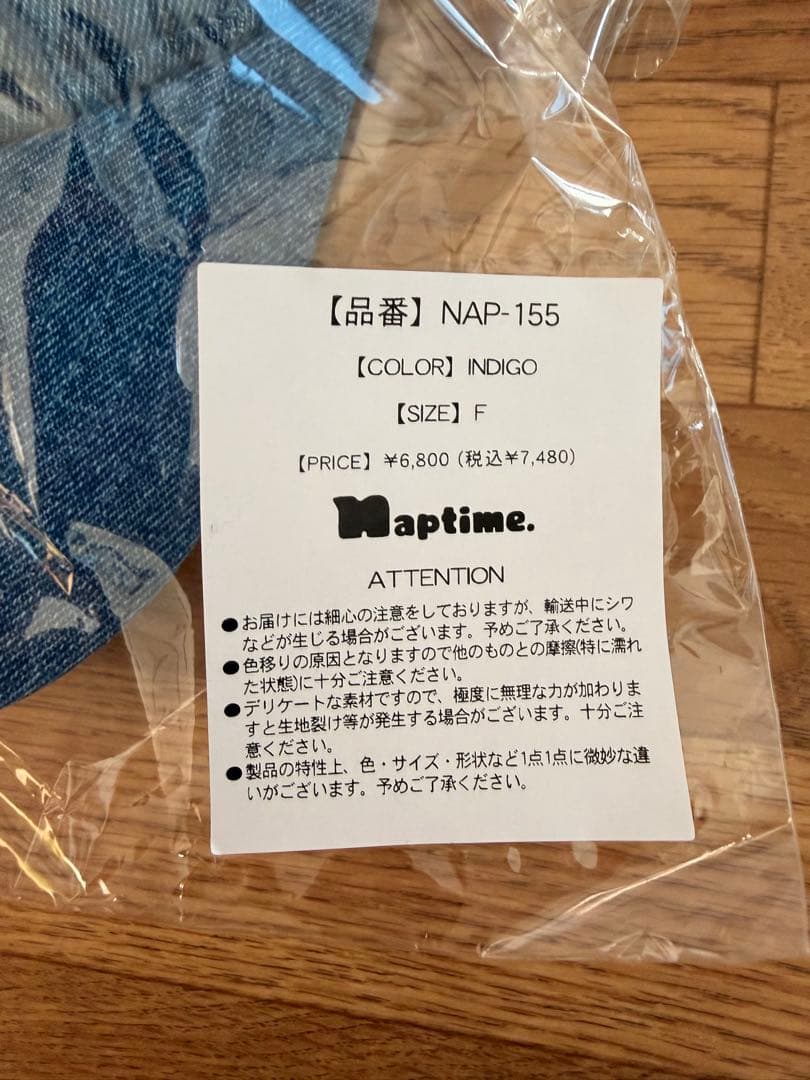 【品番】NAP-155
【COLOR】INDIGO
【SIZE】F
【PRICE】¥6,800(税込¥7,480)
Naptime.
ATTENTION
●お届けには細心の注意をしておりますが、輸送中にシワ
などが生じる場合がございます。予めご了承ください。
●色移りの原因となりますので他のものとの摩擦(特に濡れ
た状態)に十分ご注意ください。
●デリケートな素材ですので、極度に無理な力が加わりま
すと生地裂け等が発生する場合がございます。十分ご注
意ください。
●製品の特性上、色・サイズ・形状など1点1点に微妙な違
いがございます。予めご了承ください。